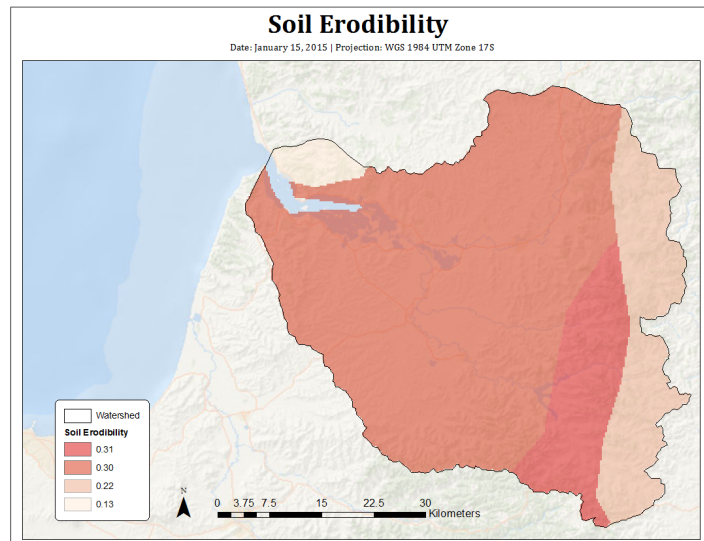 Soil Erodibility
Date: January 15, 2015 | Projection: WGS 1984 UTM Zone 17S
Watershed
Soil Erodibility
0.31
0.30
0.22
0.13
N
0 3.75 7.5 15 22.5 30
Kilometers